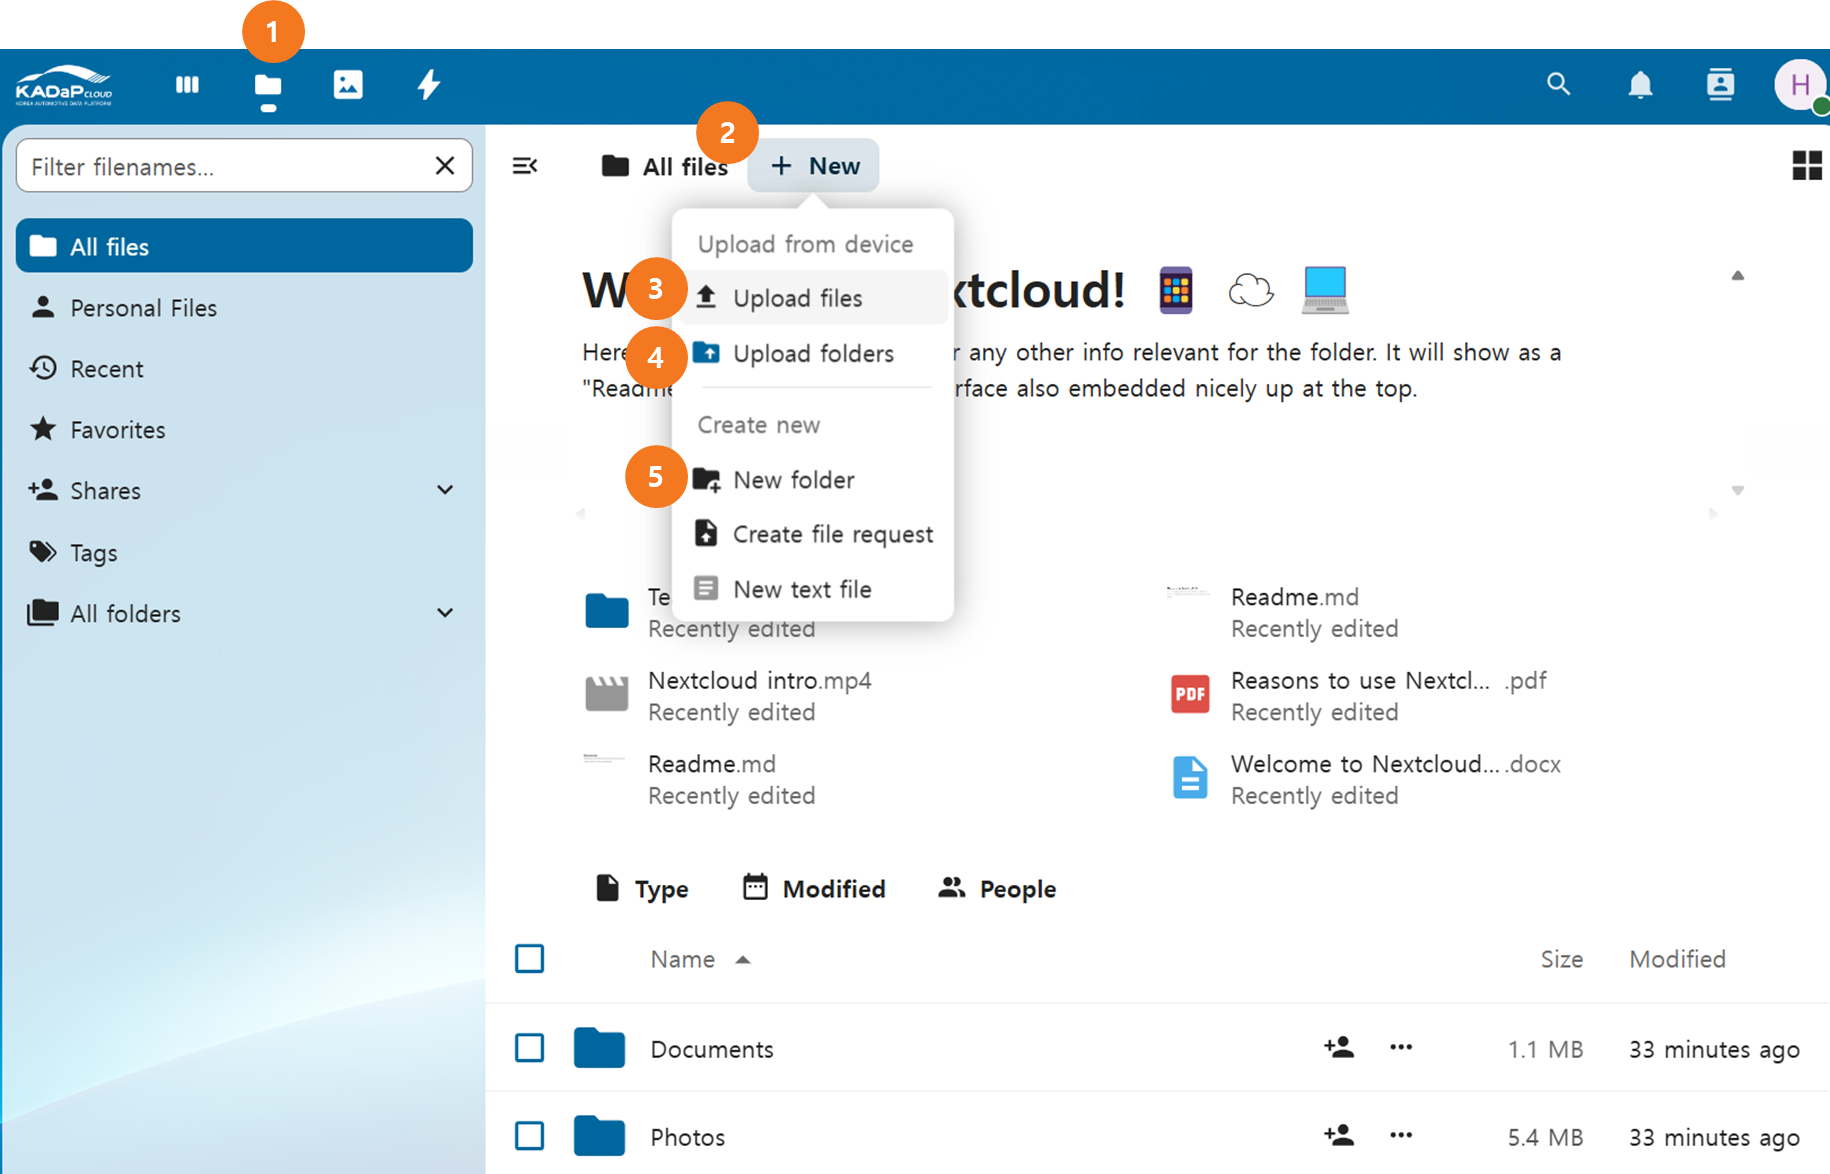 1
KADaP CLOUD
KOREA AUTOMOTIVE DATA PLATFORM
H
2
Filter filenames...
All files
New
Upload from device
All files
3
Upload files
W
xtcloud!
Personal Files
4
Upload folders
Here
r any other info relevant for the folder. It will show as a
Recent
"Readme
rface also embedded nicely up at the top.
Create new
Favorites
5
New folder
Shares
Create file request
Tags
New text file
Te
Recently edited
Readme.md
Recently edited
All folders
Nextcloud intro.mp4
Recently edited
PDF
Reasons to use Nextcl... .pdf
Recently edited
Readme.md
Recently edited
Welcome to Nextcloud... .docx
Recently edited
Type
Modified
People
Name
Size
Modified
Documents
1.1 MB
33 minutes ago
Photos
5.4 MB
33 minutes ago